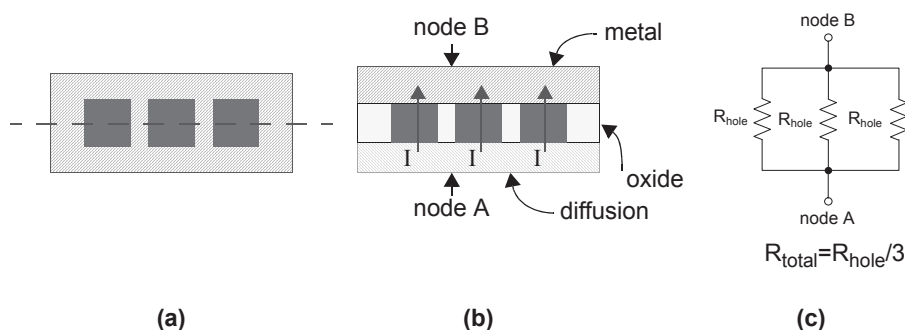 node B
metal
I I I
oxide
node A
diffusion
node B
R_hole R_hole R_hole
node A
R_total=R_hole/3
(a) (b) (c)